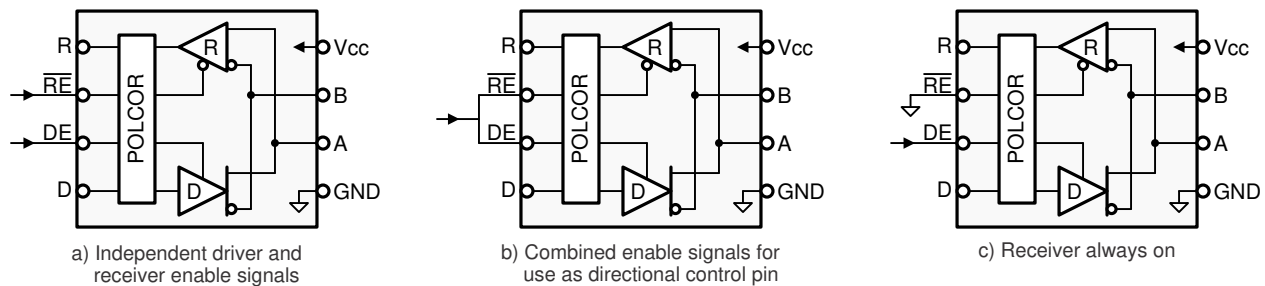 R
RE
DE
D
POLCOR
R
D
Vcc
B
A
GND
a) Independent driver and
receiver enable signals
R
RE
DE
D
POLCOR
R
D
Vcc
B
A
GND
b) Combined enable signals for
use as directional control pin
R
RE
DE
D
POLCOR
R
D
Vcc
B
A
GND
c) Receiver always on